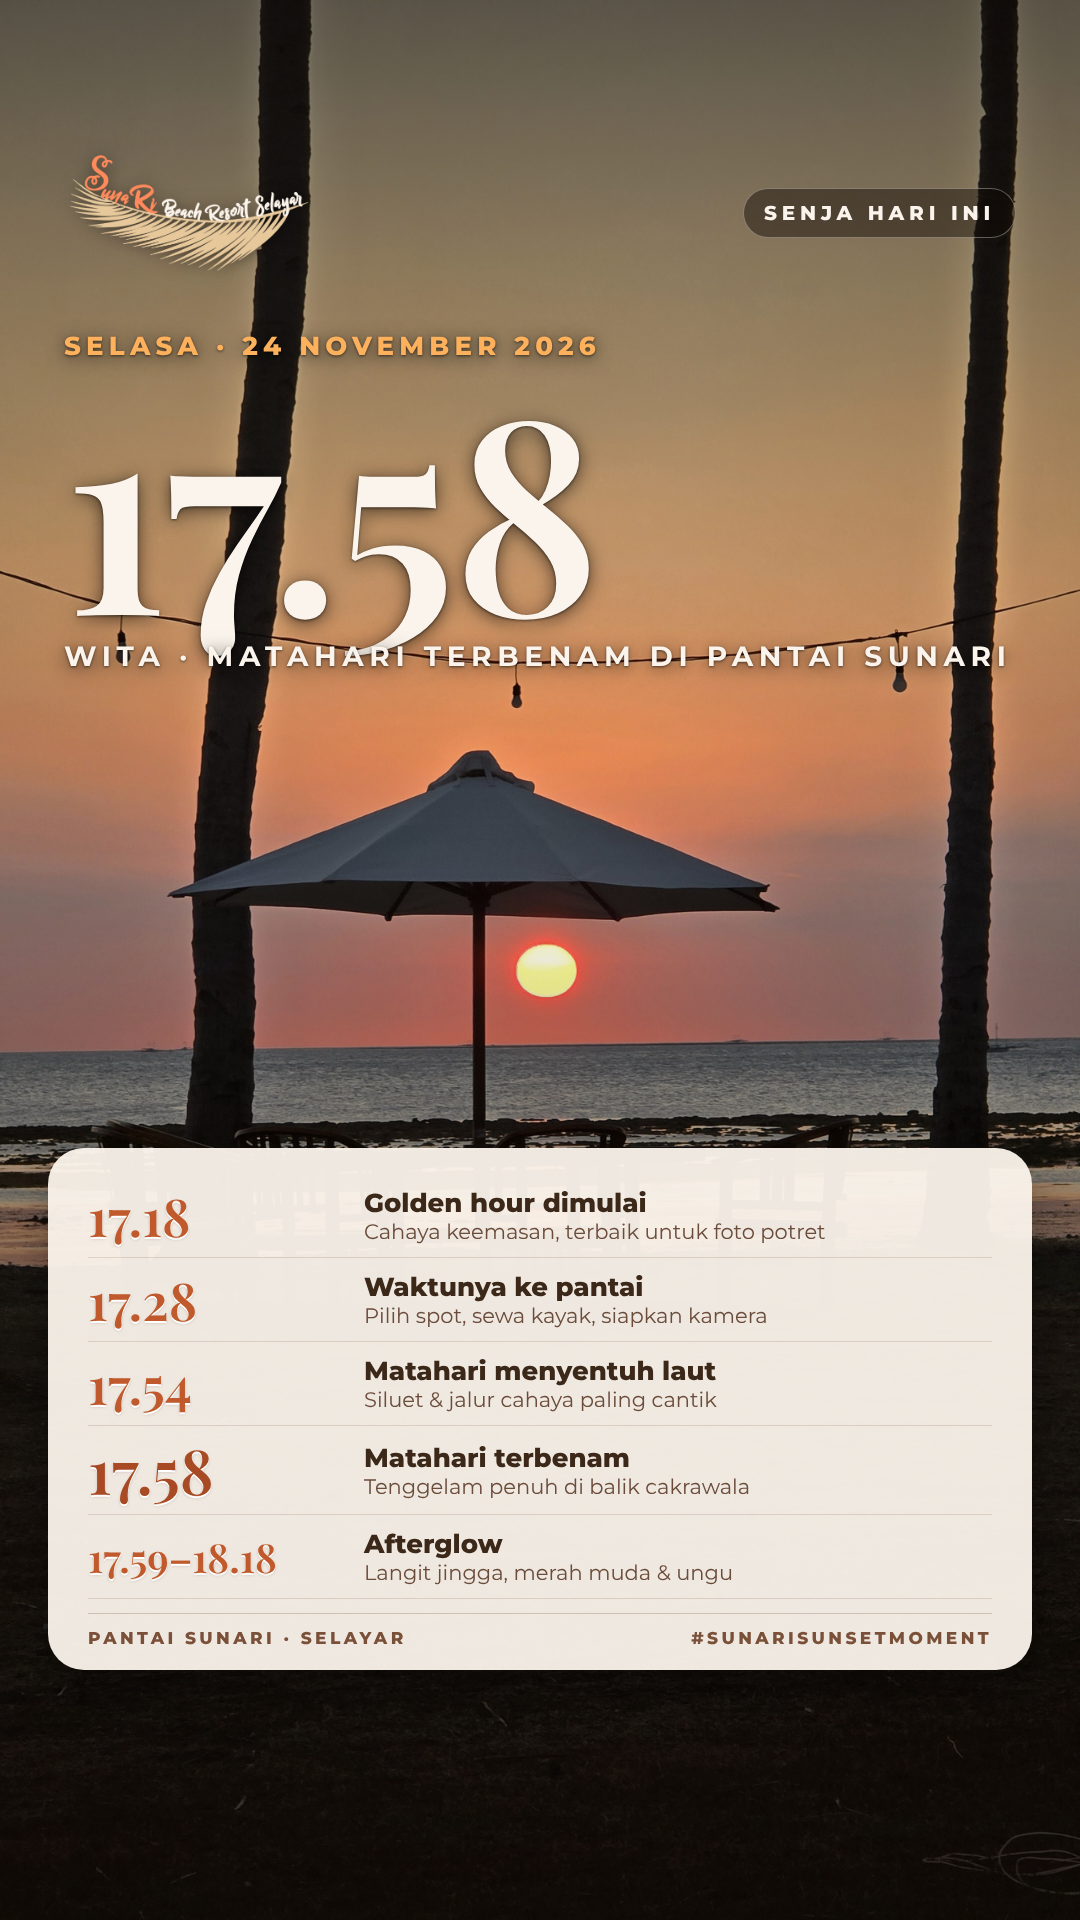 SunaRi Beach Resort Selayar
SENJA HARI INI
SELASA · 24 NOVEMBER 2026
17.58
WITA · MATAHARI TERBENAM DI PANTAI SUNARI
17.18
Golden hour dimulai
Cahaya keemasan, terbaik untuk foto potret
17.28
Waktunya ke pantai
Pilih spot, sewa kayak, siapkan kamera
17.54
Matahari menyentuh laut
Siluet & jalur cahaya paling cantik
17.58
Matahari terbenam
Tenggelam penuh di balik cakrawala
17.59–18.18
Afterglow
Langit jingga, merah muda & ungu
PANTAI SUNARI · SELAYAR
#SUNARISUNSETMOMENT